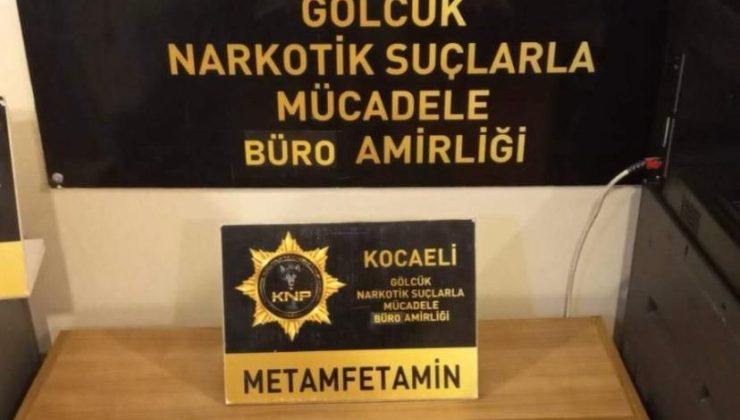 GÖLCÜK
NARKOTİK SUÇLARLA
MÜCADELE
BÜRO AMİRLİĞİ
KNP
KOCAELİ
GÖLCÜK
NARKOTİK SUÇLARLA
MÜCADELE
BÜRO AMİRLİĞİ
METAMFETAMİN